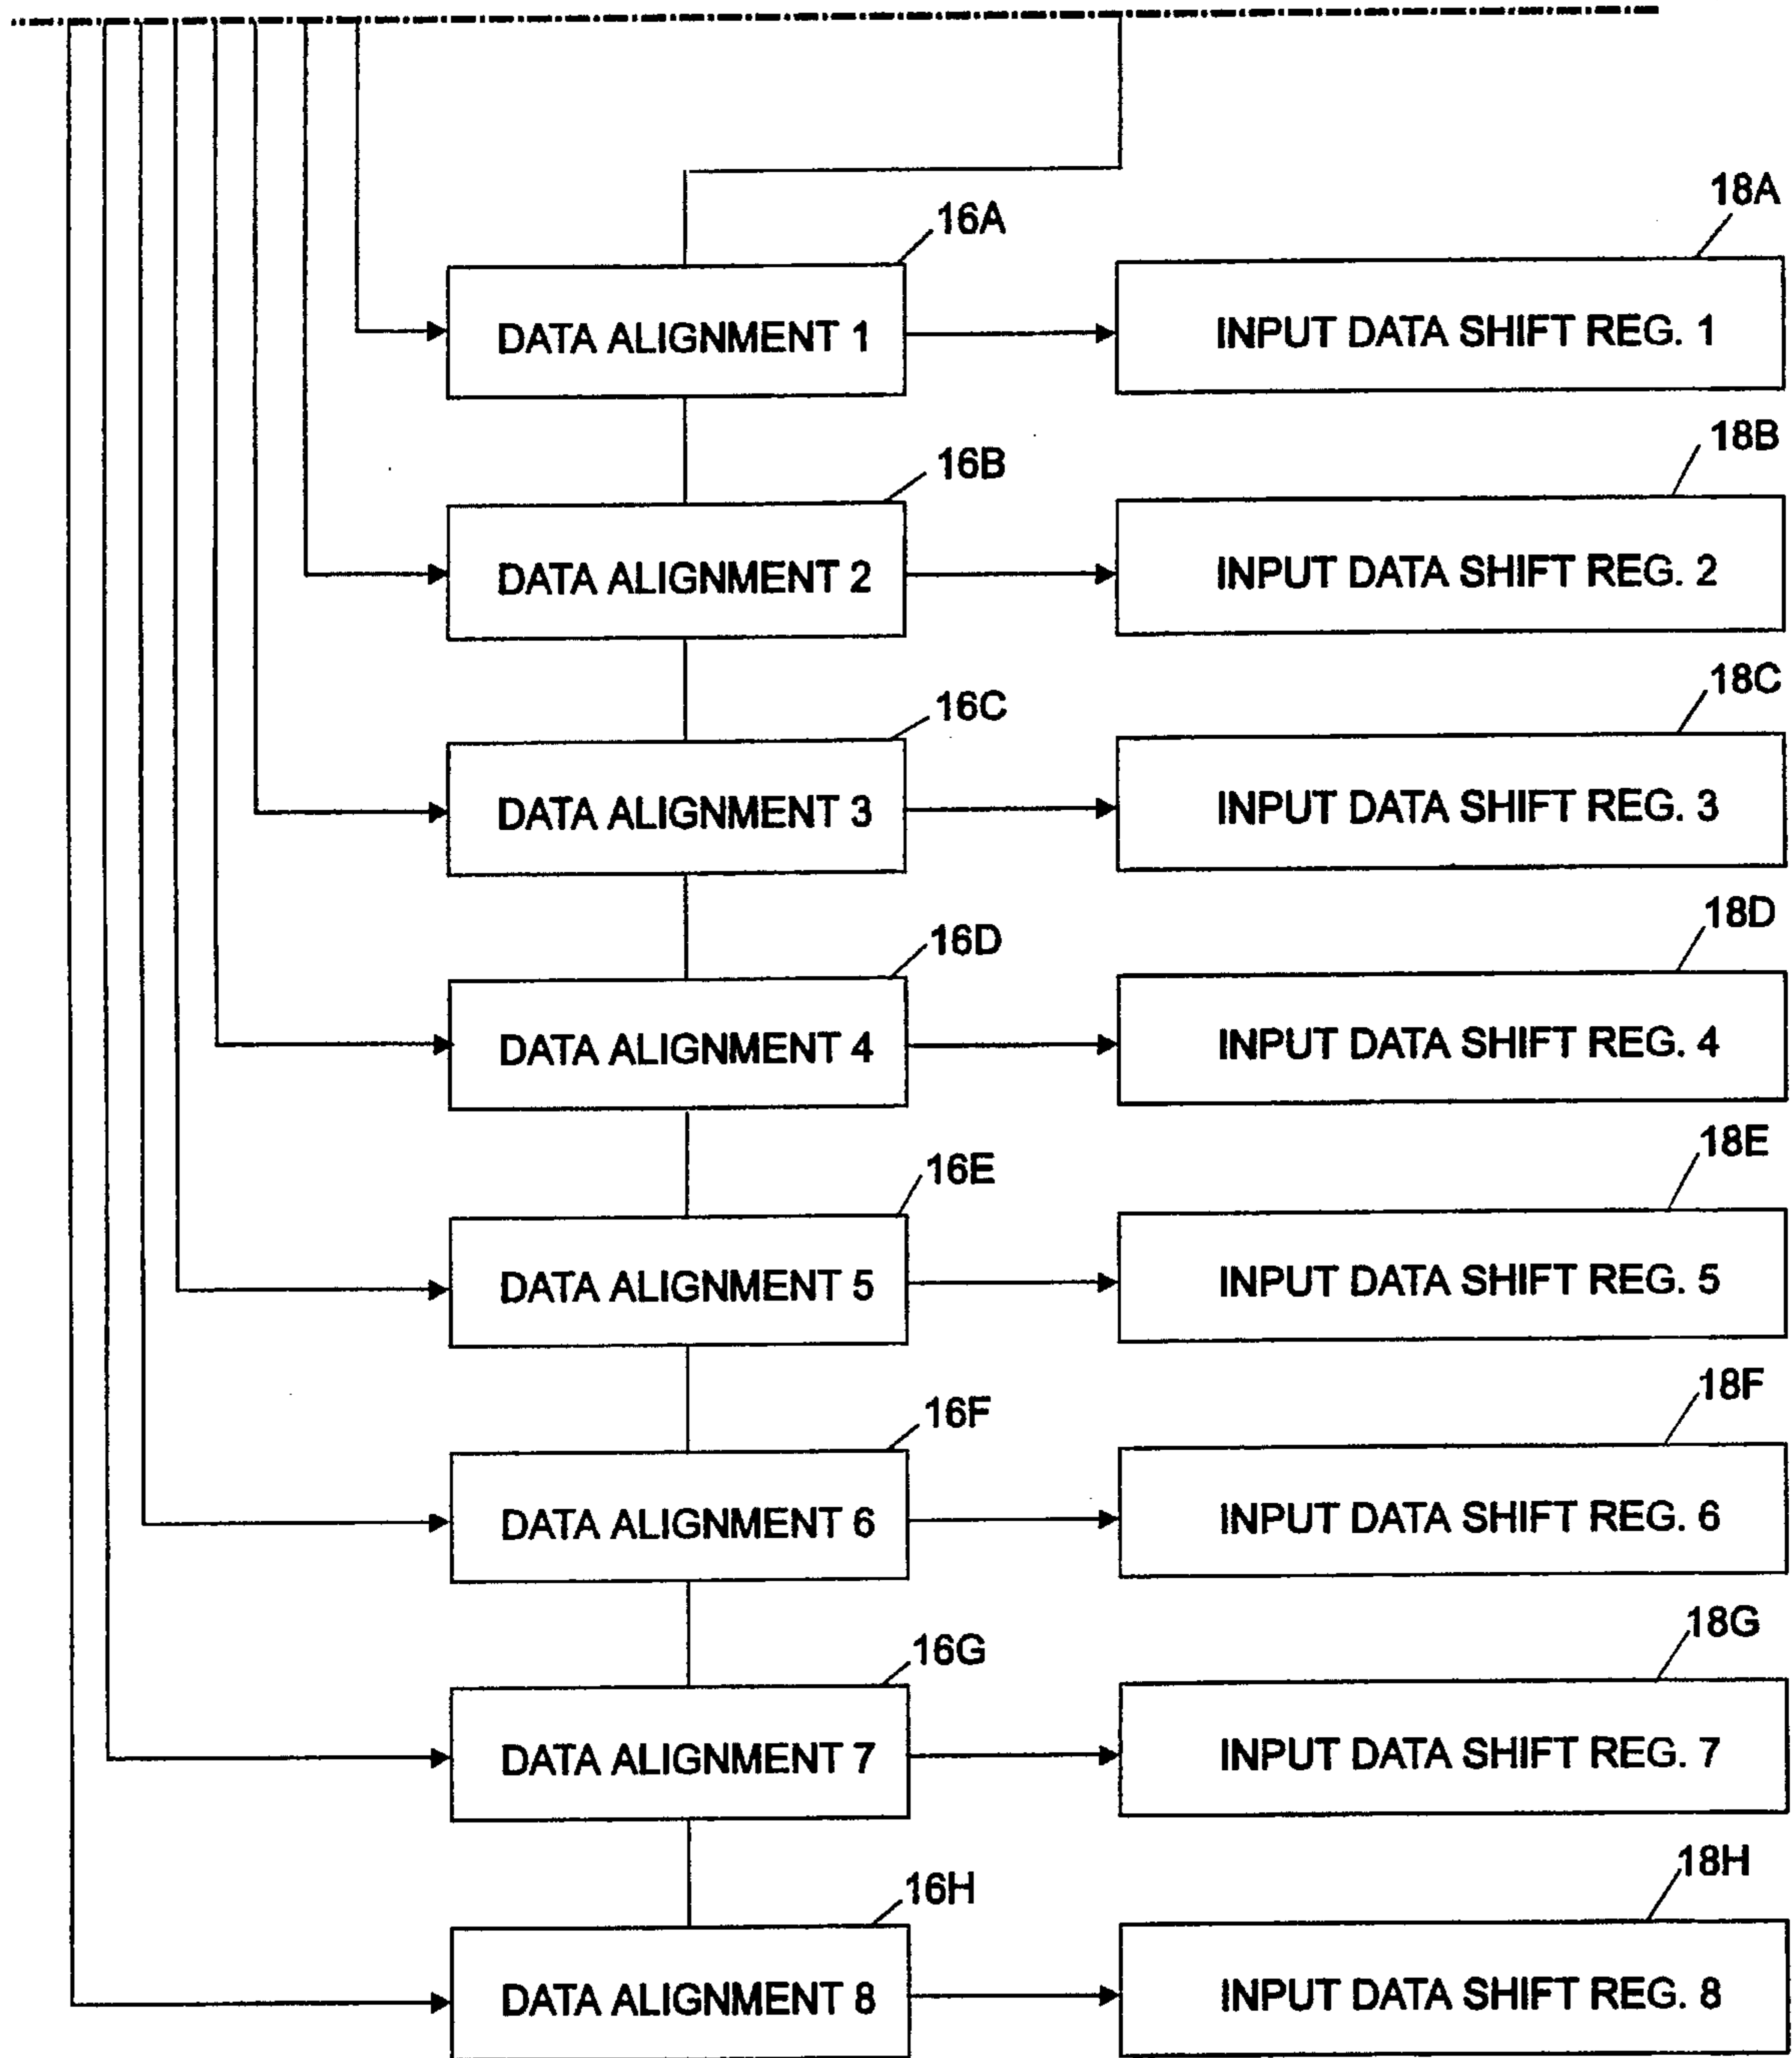 18A
16A
DATA ALIGNMENT 1
INPUT DATA SHIFT REG. 1
18B
16B
DATA ALIGNMENT 2
INPUT DATA SHIFT REG. 2
18C
16C
DATA ALIGNMENT 3
INPUT DATA SHIFT REG. 3
18D
16D
DATA ALIGNMENT 4
INPUT DATA SHIFT REG. 4
18E
16E
DATA ALIGNMENT 5
INPUT DATA SHIFT REG. 5
18F
16F
DATA ALIGNMENT 6
INPUT DATA SHIFT REG. 6
18G
16G
DATA ALIGNMENT 7
INPUT DATA SHIFT REG. 7
18H
16H
DATA ALIGNMENT 8
INPUT DATA SHIFT REG. 8